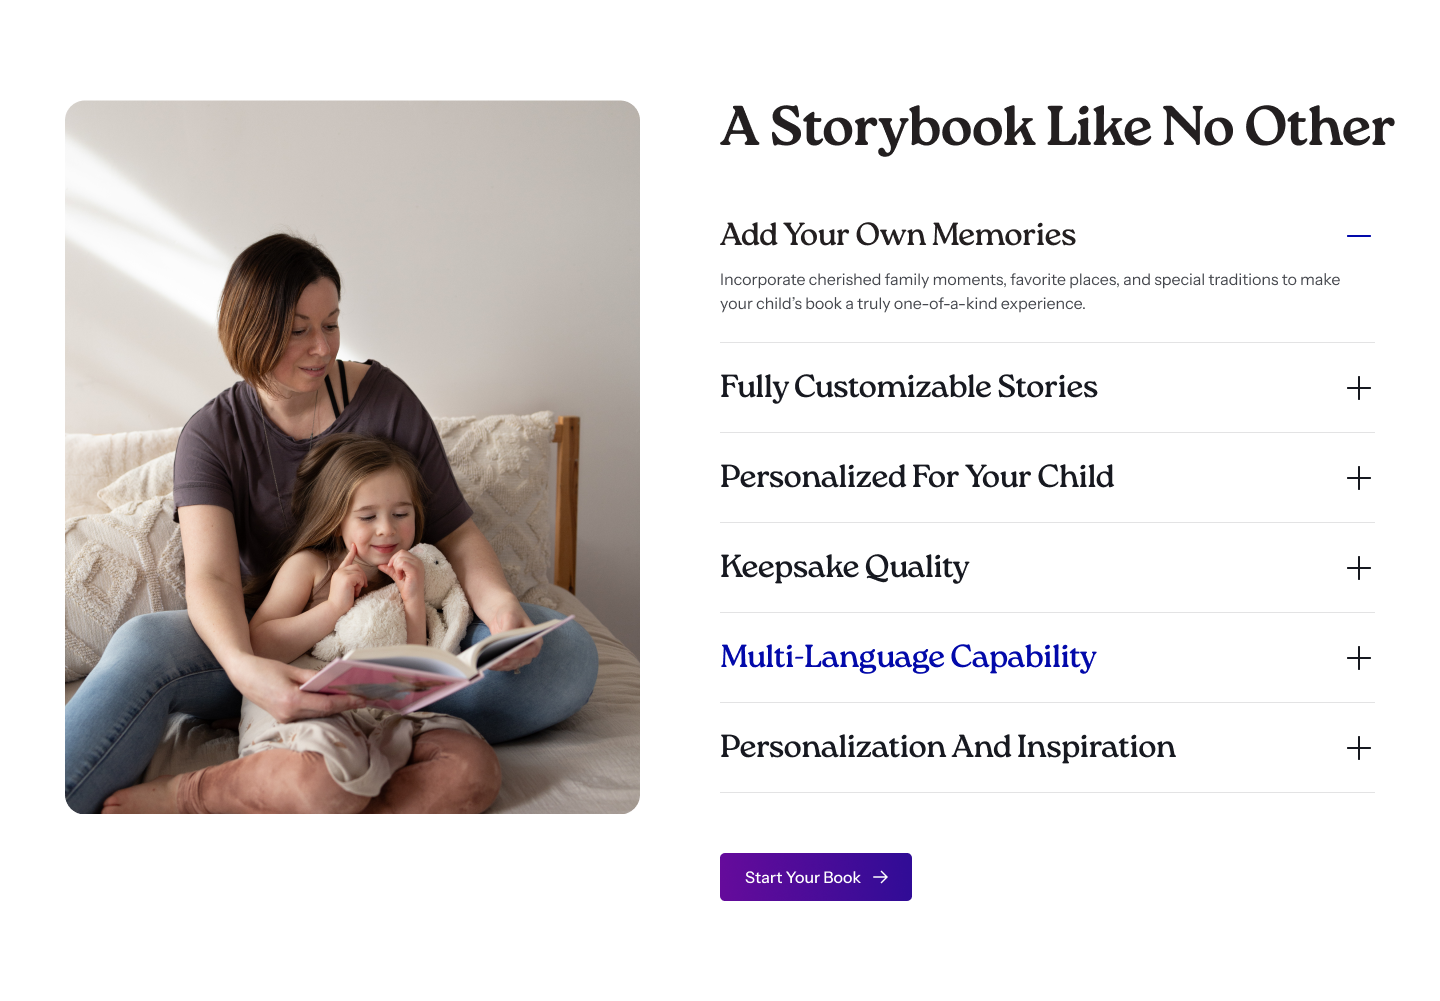 A Storybook Like No Other
Add Your Own Memories
Incorporate cherished family moments, favorite places, and special traditions to make
your child’s book a truly one-of-a-kind experience.
Fully Customizable Stories
Personalized For Your Child
Keepsake Quality
Multi-Language Capability
Personalization And Inspiration
Start Your Book